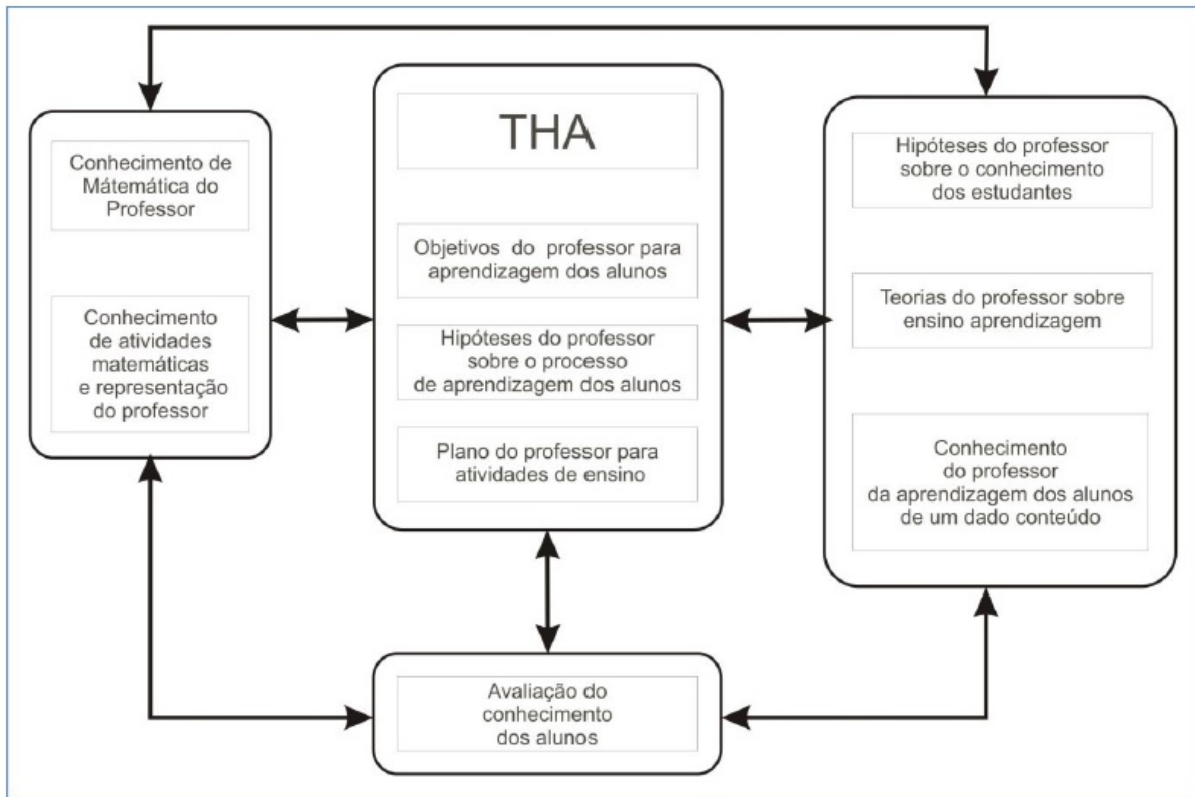 Conhecimento de
Mátemática do
Professor
Conhecimento
de atividades
matemáticas
e representação
do professor
THA
Objetivos do professor para
aprendizagem dos alunos
Hipóteses do professor
sobre o processo
de aprendizagem dos alunos
Plano do professor para
atividades de ensino
Hipóteses do professor
sobre o conhecimento
dos estudantes
Teorias do professor sobre
ensino aprendizagem
Conhecimento
do professor
da aprendizagem dos alunos
de um dado conteúdo
Avaliação do
conhecimento
dos alunos